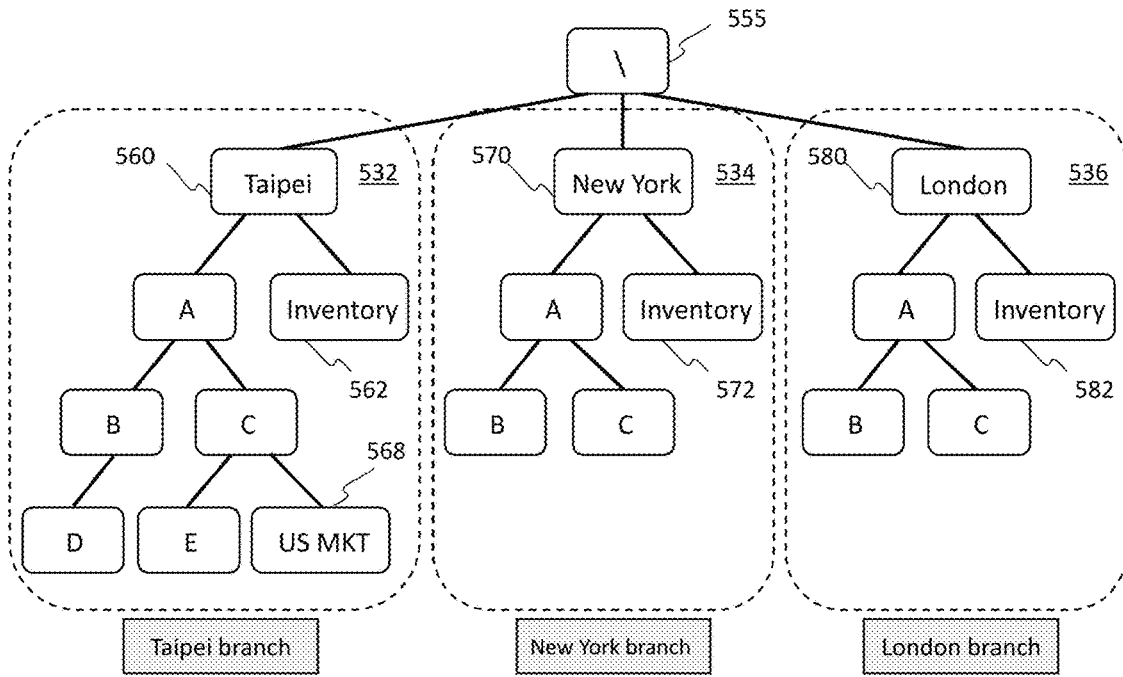 555
\
560
Taipei
532
570
New York
534
580
London
536
A
Inventory
A
Inventory
A
Inventory
562
572
582
B
C
B
C
B
C
568
D
E
US MKT
Taipei branch
New York branch
London branch